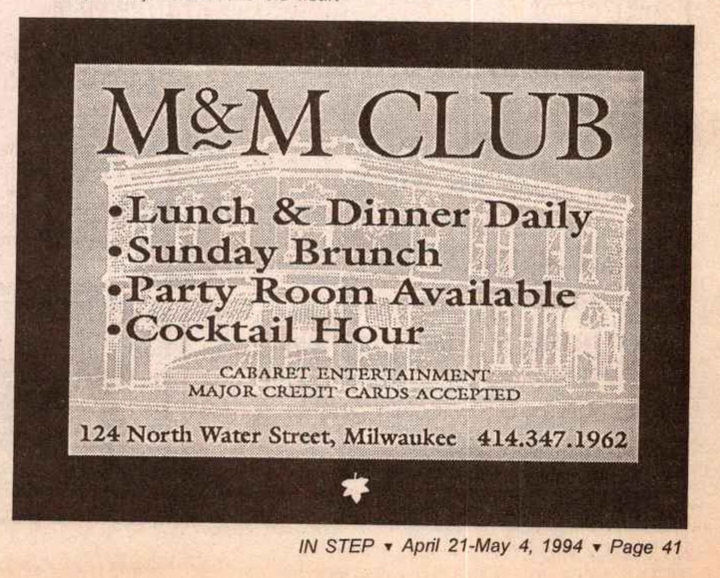 M&M CLUB
•Lunch & Dinner Daily
•Sunday Brunch
•Party Room Available
•Cocktail Hour
CABARET ENTERTAINMENT
MAJOR CREDIT CARDS ACCEPTED
124 North Water Street, Milwaukee 414.347.1962
IN STEP ▼ April 21-May 4, 1994 ▼ Page 41